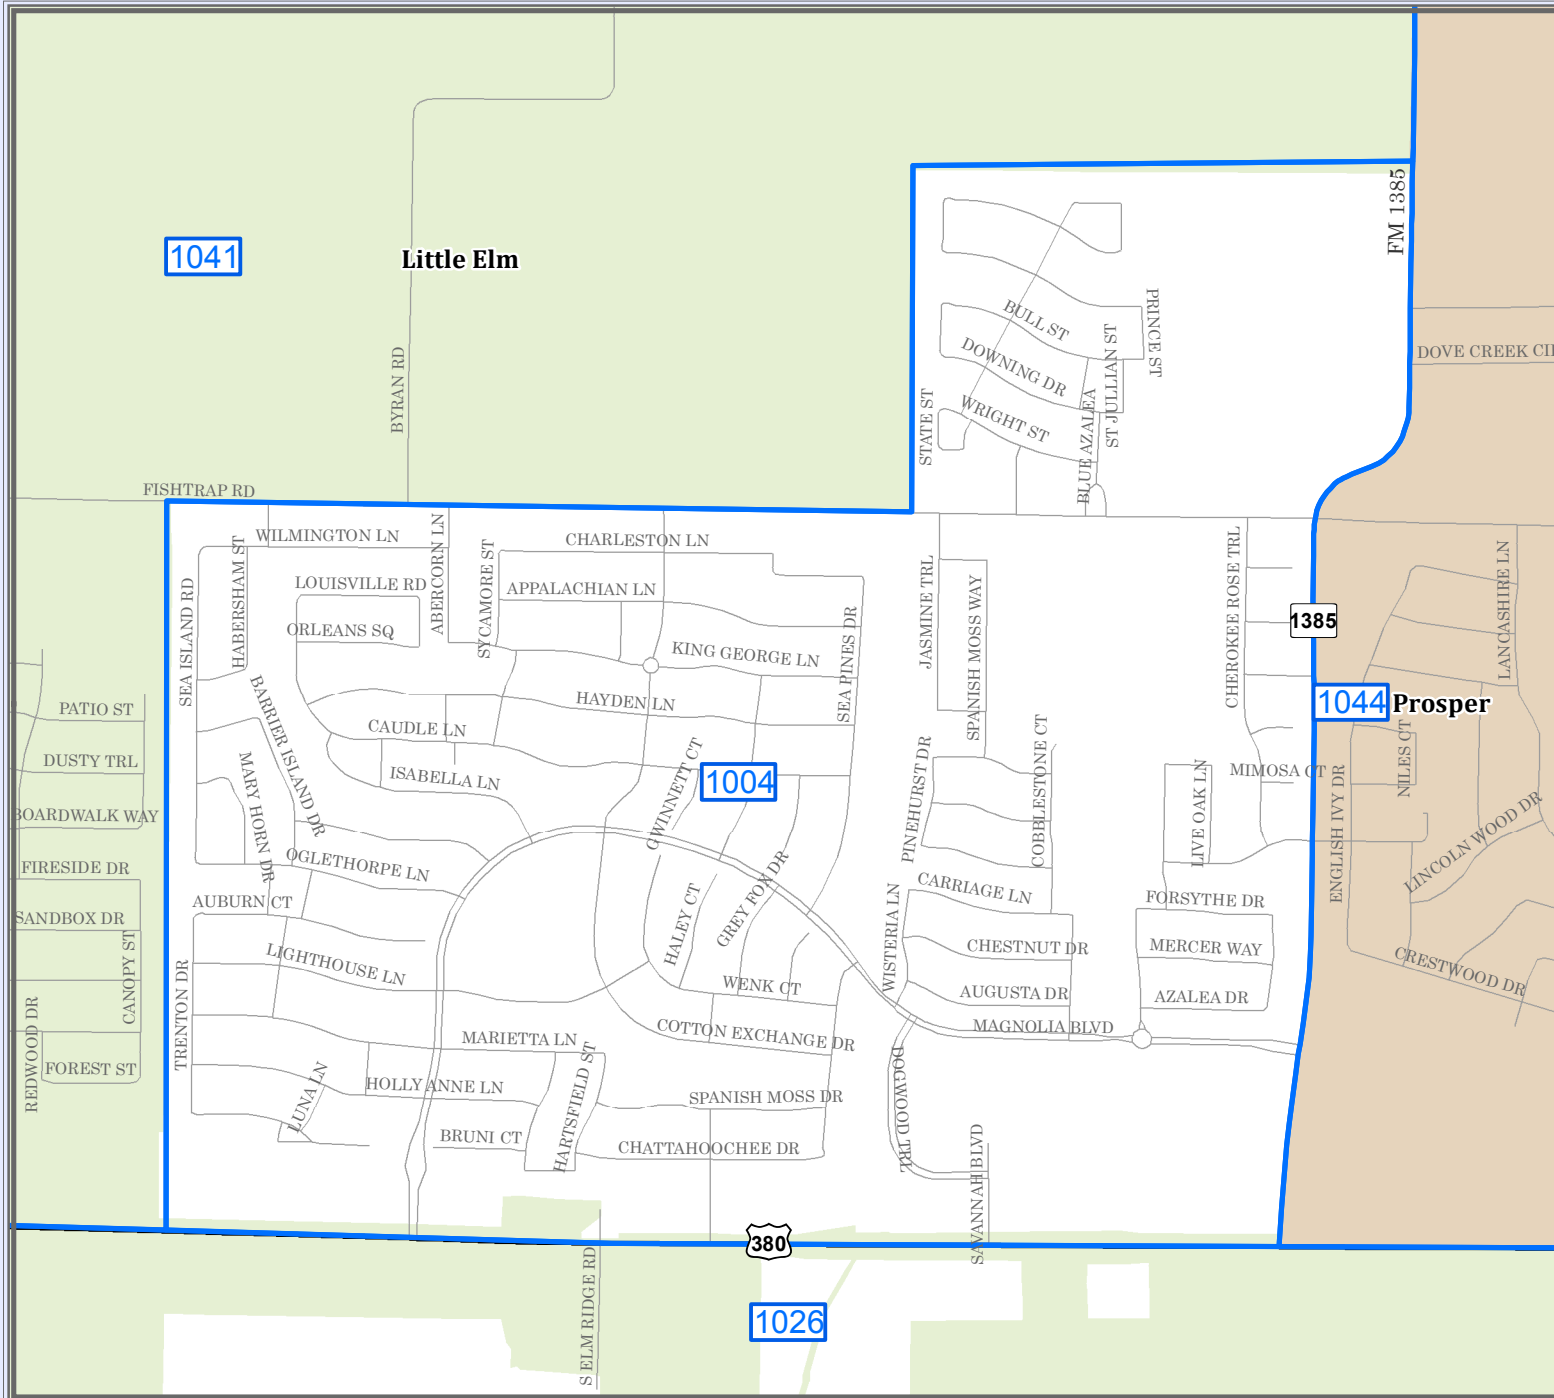 FM 1385
1041
Little Elm
PRINCE ST
BULL ST
ST JULLIAN ST
DOVE CREEK CIR
DOWNING DR
BYRAN RD
STATE ST
WRIGHT ST
BLUE AZALEA
FISHTRAP RD
WILMINGTON LN
ABERCORN LN
CHARLESTON LN
HABERSHAM ST
SYCAMORE ST
SEA ISLAND RD
LOUISVILLE RD
APPALACHIAN LN
JASMINE TRL
SPANISH MOSS WAY
CHEROKEE ROSE TRL
LANCASHIRE LN
1385
ORLEANS SQ
KING GEORGE LN
SEA PINES DR
PATIO ST
BARRIER ISLAND DR
HAYDEN LN
1044
Prosper
CAUDLE LN
DUSTY TRL
MARY HORN DR
ISABELLA LN
GWINNETT CT
1004
PINEHURST DR
COBBLESTONE CT
LIVE OAK LN
MIMOSA CT
NILES CT
BOARDWALK WAY
ENGLISH IVY DR
LINCOLN WOOD DR
FIRESIDE DR
OGLETHORPE LN
GREY FOX DR
CARRIAGE LN
FORSYTHE DR
AUBURN CT
HALEY CT
WISTERIA LN
SANDBOX DR
CANOPY ST
LIGHTHOUSE LN
CHESTNUT DR
MERCER WAY
CRESTWOOD DR
WENK CT
AUGUSTA DR
AZALEA DR
TRENTON DR
REDWOOD DR
MARIETTA LN
COTTON EXCHANGE DR
MAGNOLIA BLVD
FOREST ST
LUNA LN
HOLLY ANNE LN
HARTSFIELD ST
SPANISH MOSS DR
DOGWOOD TRL
BRUNI CT
CHATTAHOOCHEE DR
SAVANNAH BLVD
380
S ELM RIDGE RD
1026